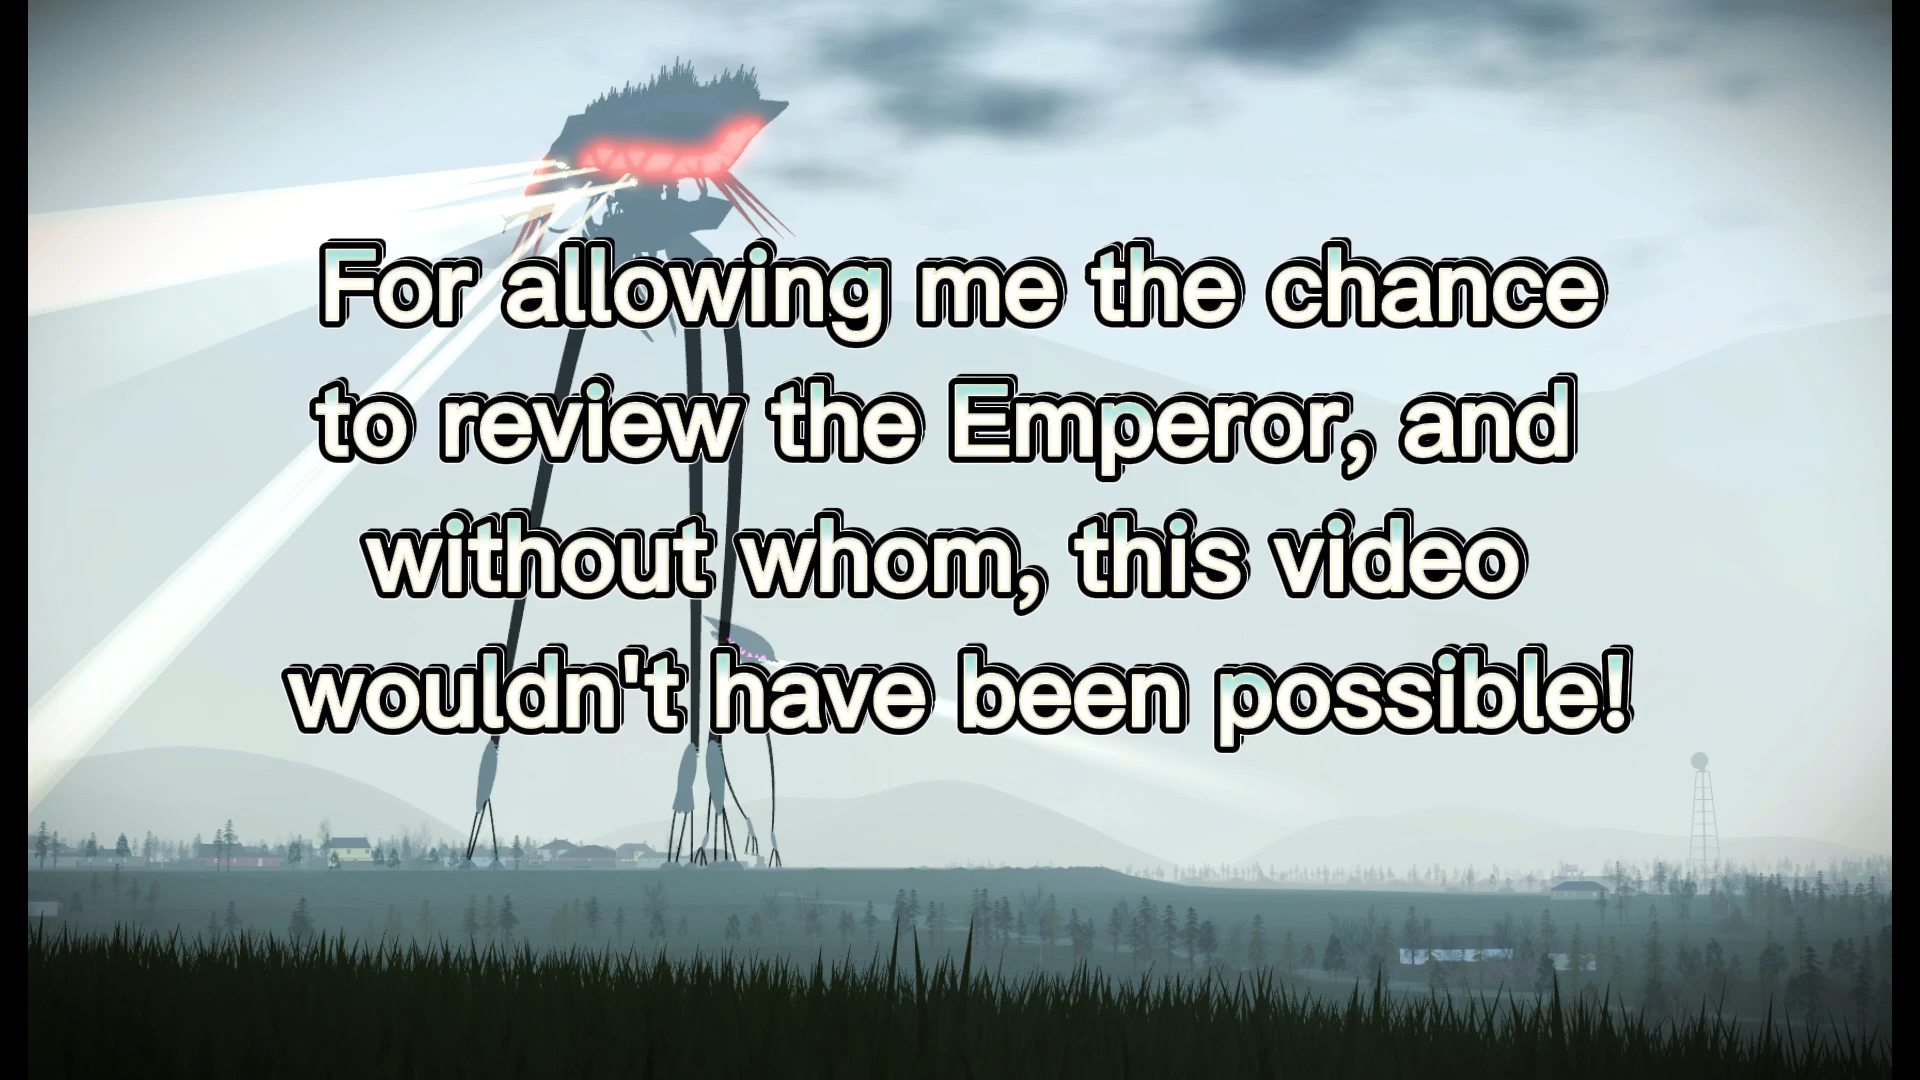 For allowing me the chance
to review the Emperor, and
without whom, this video
wouldn't have been possible!